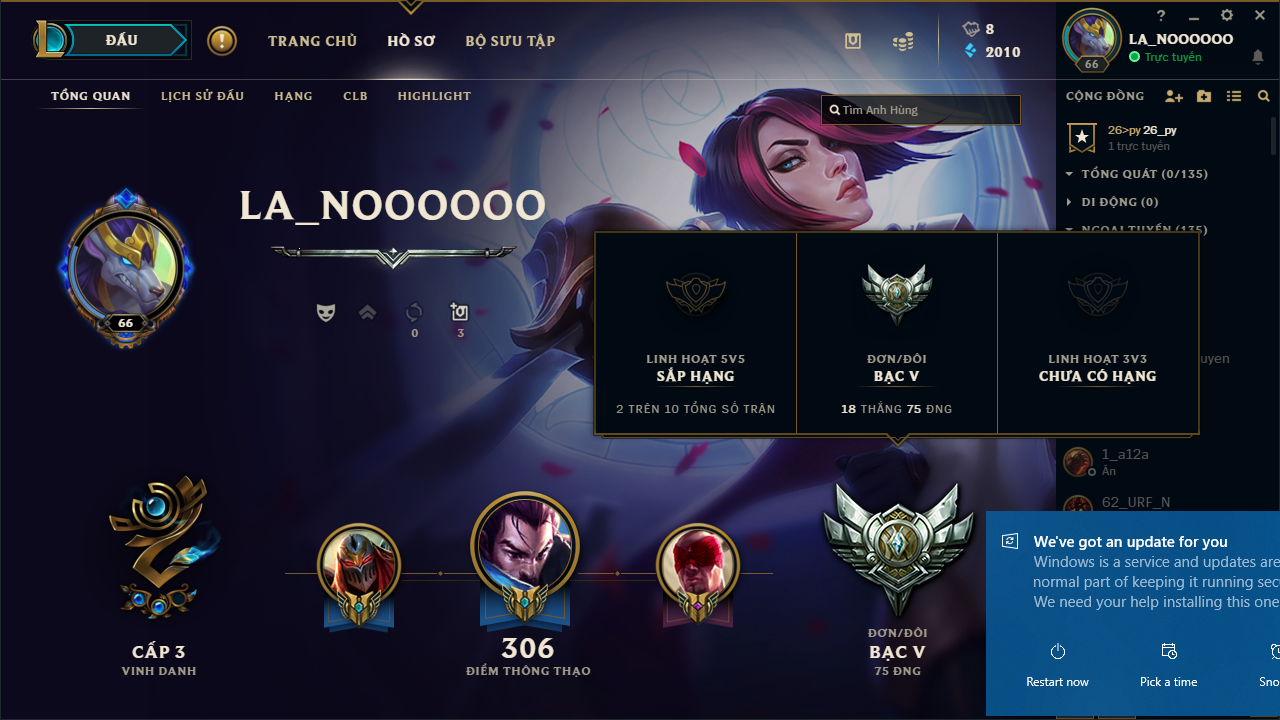 ĐẤU
TRANG CHỦ
HỒ SƠ
BỘ SƯU TẬP
8
2010
?
LA_NOOOOOO
Trực tuyến
66
TỔNG QUAN
LỊCH SỬ ĐẤU
HẠNG
CLB
HIGHLIGHT
Tìm Anh Hùng
CỘNG ĐỒNG
26>py 26_py
1 trực tuyến
TỔNG QUÁT (0/135)
DI ĐỘNG (0)
NGOẠI TUYẾN (135)
LA_NOOOOOO
66
0
3
LINH HOẠT 5V5
SẮP HẠNG
2 TRÊN 10 TỔNG SỐ TRẬN
ĐƠN/ĐÔI
BẠC V
18 THẮNG 75 ĐNG
LINH HOẠT 3V3
CHƯA CÓ HẠNG
uyen
1_a12a
Ẩn
62_URF_N
CẤP 3
VINH DANH
306
ĐIỂM THÔNG THẠO
ĐƠN/ĐÔI
BẠC V
75 ĐNG
We've got an update for you
Windows is a service and updates are
normal part of keeping it running sec
We need your help installing this one
Restart now
Pick a time
Sno